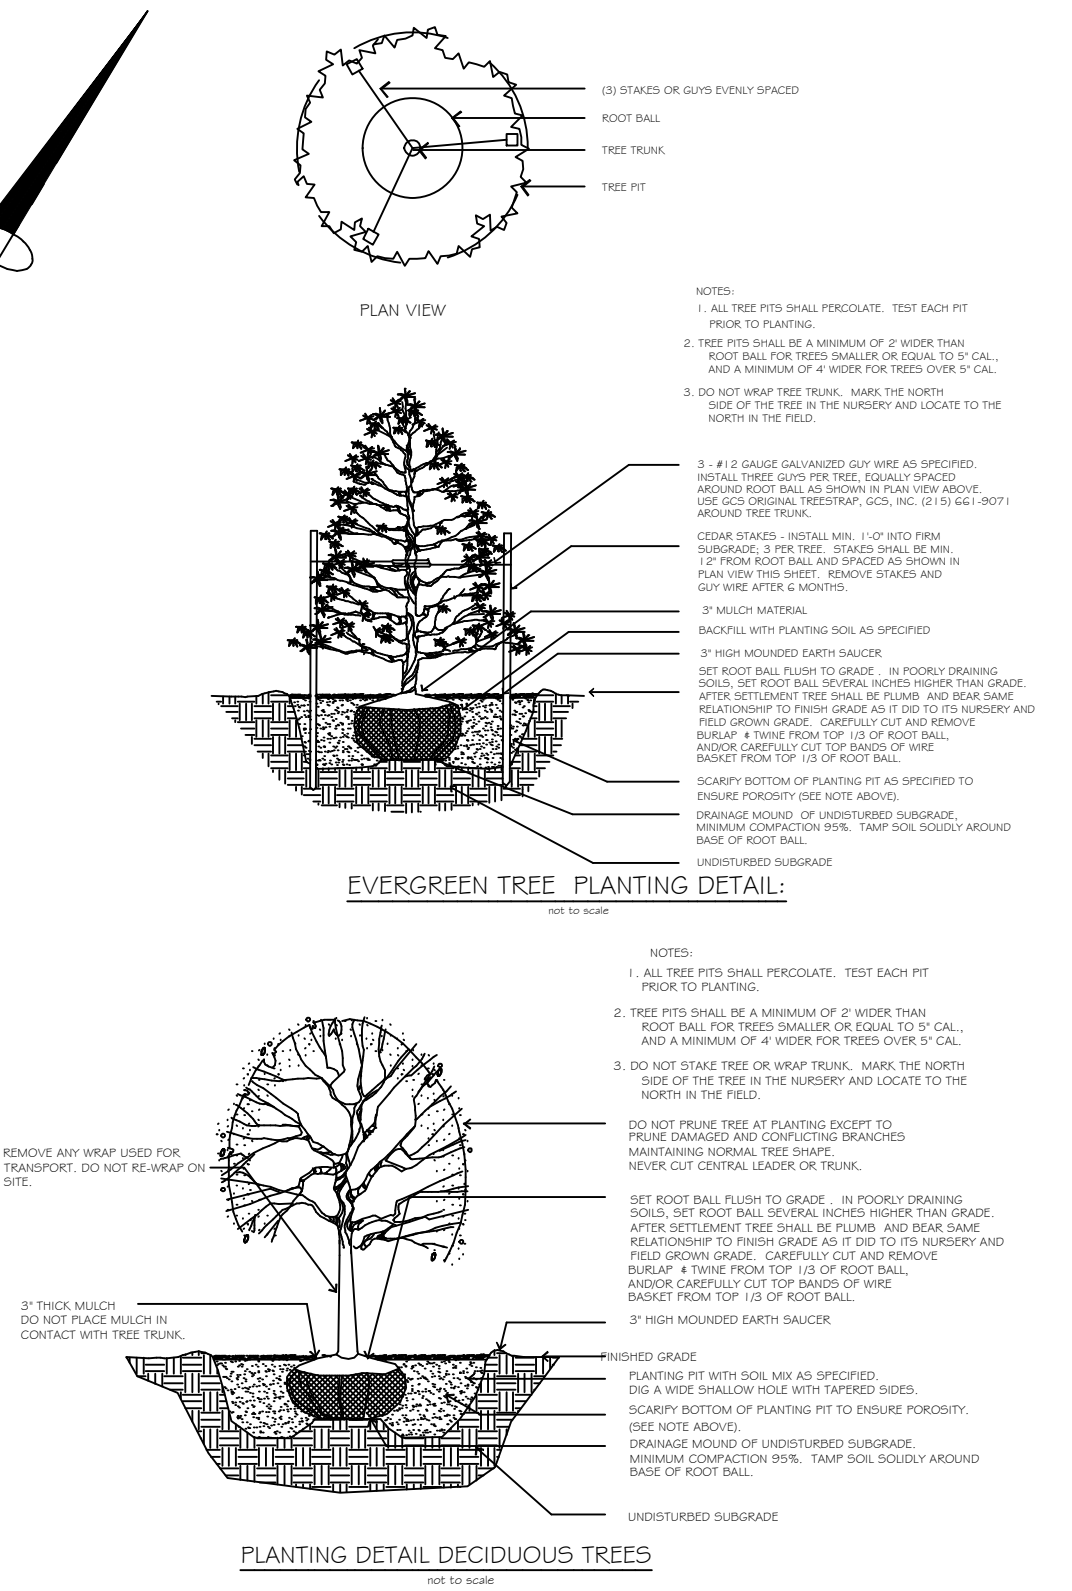 (3) STAKES OR GUYS EVENLY SPACED
ROOT BALL
TREE TRUNK
TREE PIT
PLAN VIEW
NOTES:
1. ALL TREE PITS SHALL PERCOLATE. TEST EACH PIT
PRIOR TO PLANTING.
2. TREE PITS SHALL BE A MINIMUM OF 2' WIDER THAN
ROOT BALL FOR TREES SMALLER OR EQUAL TO 5" CAL.,
AND A MINIMUM OF 4' WIDER FOR TREES OVER 5" CAL.
3. DO NOT WRAP TREE TRUNK. MARK THE NORTH
SIDE OF THE TREE IN THE NURSERY AND LOCATE TO THE
NORTH IN THE FIELD.
3 - #12 GAUGE GALVANIZED GUY WIRE AS SPECIFIED.
INSTALL THREE GUYS PER TREE, EQUALLY SPACED
AROUND ROOT BALL AS SHOWN IN PLAN VIEW ABOVE.
USE GCS ORIGINAL TREESTRAP, GCS, INC. (215) 661-9071
AROUND TREE TRUNK.
CEDAR STAKES - INSTALL MIN. 1'-0" INTO FIRM
SUBGRADE; 3 PER TREE. STAKES SHALL BE MIN.
12" FROM ROOT BALL AND SPACED AS SHOWN IN
PLAN VIEW THIS SHEET. REMOVE STAKES AND
GUY WIRE AFTER 6 MONTHS.
3" MULCH MATERIAL
BACKFILL WITH PLANTING SOIL AS SPECIFIED
3" HIGH MOUNDED EARTH SAUCER
SET ROOT BALL FLUSH TO GRADE . IN POORLY DRAINING
SOILS, SET ROOT BALL SEVERAL INCHES HIGHER THAN GRADE.
AFTER SETTLEMENT TREE SHALL BE PLUMB AND BEAR SAME
RELATIONSHIP TO FINISH GRADE AS IT DID TO ITS NURSERY AND
FIELD GROWN GRADE. CAREFULLY CUT AND REMOVE
BURLAP & TWINE FROM TOP 1/3 OF ROOT BALL,
AND/OR CAREFULLY CUT TOP BANDS OF WIRE
BASKET FROM TOP 1/3 OF ROOT BALL.
SCARIFY BOTTOM OF PLANTING PIT AS SPECIFIED TO
ENSURE POROSITY (SEE NOTE ABOVE).
DRAINAGE MOUND OF UNDISTURBED SUBGRADE,
MINIMUM COMPACTION 95%. TAMP SOIL SOLIDLY AROUND
BASE OF ROOT BALL.
UNDISTURBED SUBGRADE
EVERGREEN TREE PLANTING DETAIL:
not to scale
NOTES:
1. ALL TREE PITS SHALL PERCOLATE. TEST EACH PIT
PRIOR TO PLANTING.
2. TREE PITS SHALL BE A MINIMUM OF 2' WIDER THAN
ROOT BALL FOR TREES SMALLER OR EQUAL TO 5" CAL.,
AND A MINIMUM OF 4' WIDER FOR TREES OVER 5" CAL.
3. DO NOT STAKE TREE OR WRAP TRUNK. MARK THE NORTH
SIDE OF THE TREE IN THE NURSERY AND LOCATE TO THE
NORTH IN THE FIELD.
DO NOT PRUNE TREE AT PLANTING EXCEPT TO
PRUNE DAMAGED AND CONFLICTING BRANCHES
MAINTAINING NORMAL TREE SHAPE.
NEVER CUT CENTRAL LEADER OR TRUNK.
REMOVE ANY WRAP USED FOR
TRANSPORT. DO NOT RE-WRAP ON
SITE.
SET ROOT BALL FLUSH TO GRADE . IN POORLY DRAINING
SOILS, SET ROOT BALL SEVERAL INCHES HIGHER THAN GRADE.
AFTER SETTLEMENT TREE SHALL BE PLUMB AND BEAR SAME
RELATIONSHIP TO FINISH GRADE AS IT DID TO ITS NURSERY AND
FIELD GROWN GRADE. CAREFULLY CUT AND REMOVE
BURLAP & TWINE FROM TOP 1/3 OF ROOT BALL,
AND/OR CAREFULLY CUT TOP BANDS OF WIRE
BASKET FROM TOP 1/3 OF ROOT BALL.
3" THICK MULCH
DO NOT PLACE MULCH IN
CONTACT WITH TREE TRUNK.
3" HIGH MOUNDED EARTH SAUCER
FINISHED GRADE
PLANTING PIT WITH SOIL MIX AS SPECIFIED.
DIG A WIDE SHALLOW HOLE WITH TAPERED SIDES.
SCARIFY BOTTOM OF PLANTING PIT TO ENSURE POROSITY.
(SEE NOTE ABOVE).
DRAINAGE MOUND OF UNDISTURBED SUBGRADE.
MINIMUM COMPACTION 95%. TAMP SOIL SOLIDLY AROUND
BASE OF ROOT BALL.
UNDISTURBED SUBGRADE
PLANTING DETAIL DECIDUOUS TREES
not to scale